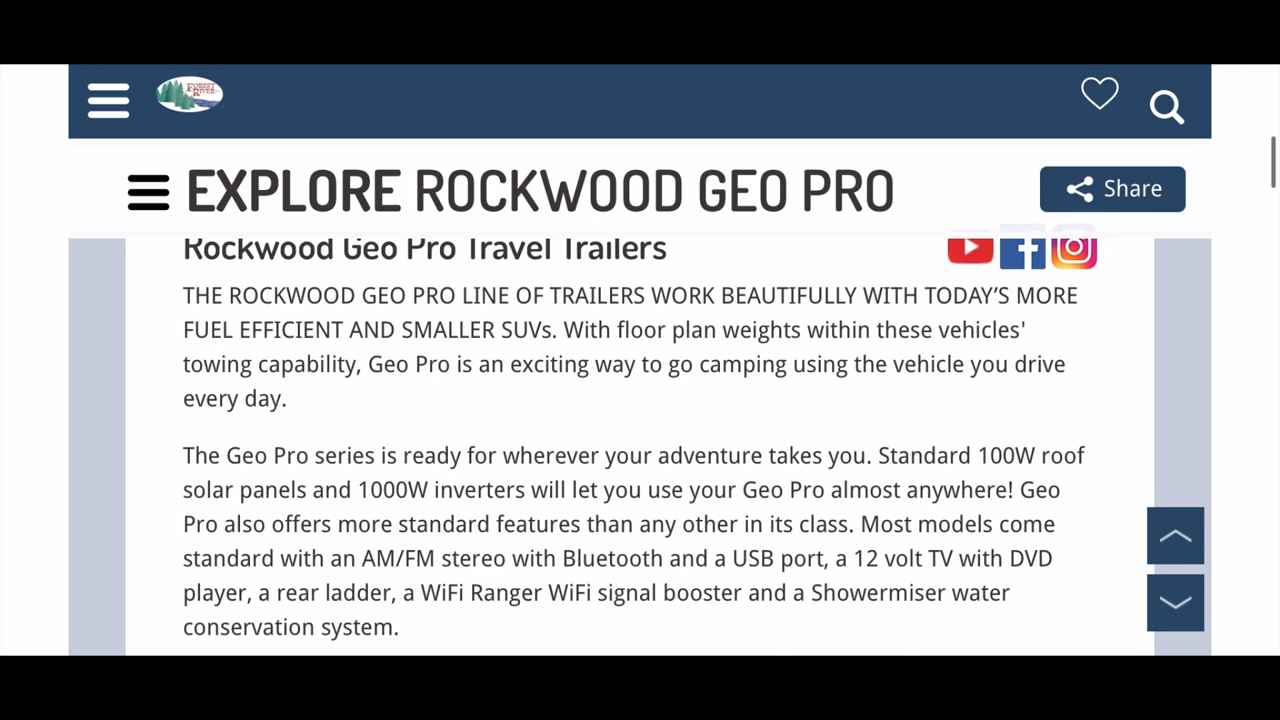 FOREST RIVER
EXPLORE ROCKWOOD GEO PRO
Share
Rockwood Geo Pro Travel Trailers
THE ROCKWOOD GEO PRO LINE OF TRAILERS WORK BEAUTIFULLY WITH TODAY’S MORE
FUEL EFFICIENT AND SMALLER SUVs. With floor plan weights within these vehicles'
towing capability, Geo Pro is an exciting way to go camping using the vehicle you drive
every day.
The Geo Pro series is ready for wherever your adventure takes you. Standard 100W roof
solar panels and 1000W inverters will let you use your Geo Pro almost anywhere! Geo
Pro also offers more standard features than any other in its class. Most models come
standard with an AM/FM stereo with Bluetooth and a USB port, a 12 volt TV with DVD
player, a rear ladder, a WiFi Ranger WiFi signal booster and a Showermiser water
conservation system.